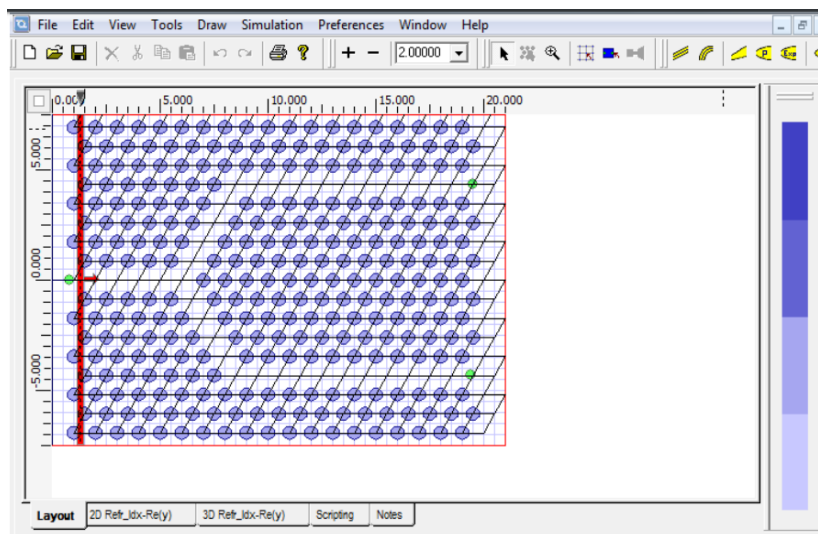 File Edit View Tools Draw Simulation Preferences Window Help
2.00000
0.000 5.000 10.000 15.000 20.000
5.000
0.000
-5.000
Layout 2D Refr_Idx-Re(y) 3D Refr_Idx-Re(y) Scripting Notes